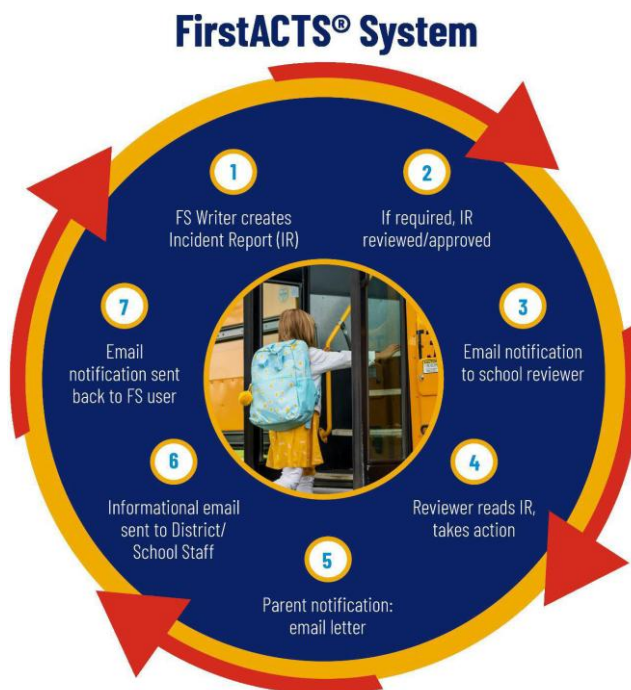 FirstACTS® System
1
FS Writer creates
Incident Report (IR)
2
If required, IR
reviewed/approved
3
Email notification
to school reviewer
4
Reviewer reads IR,
takes action
5
Parent notification:
email letter
6
Informational email
sent to District/
School Staff
7
Email
notification sent
back to FS user